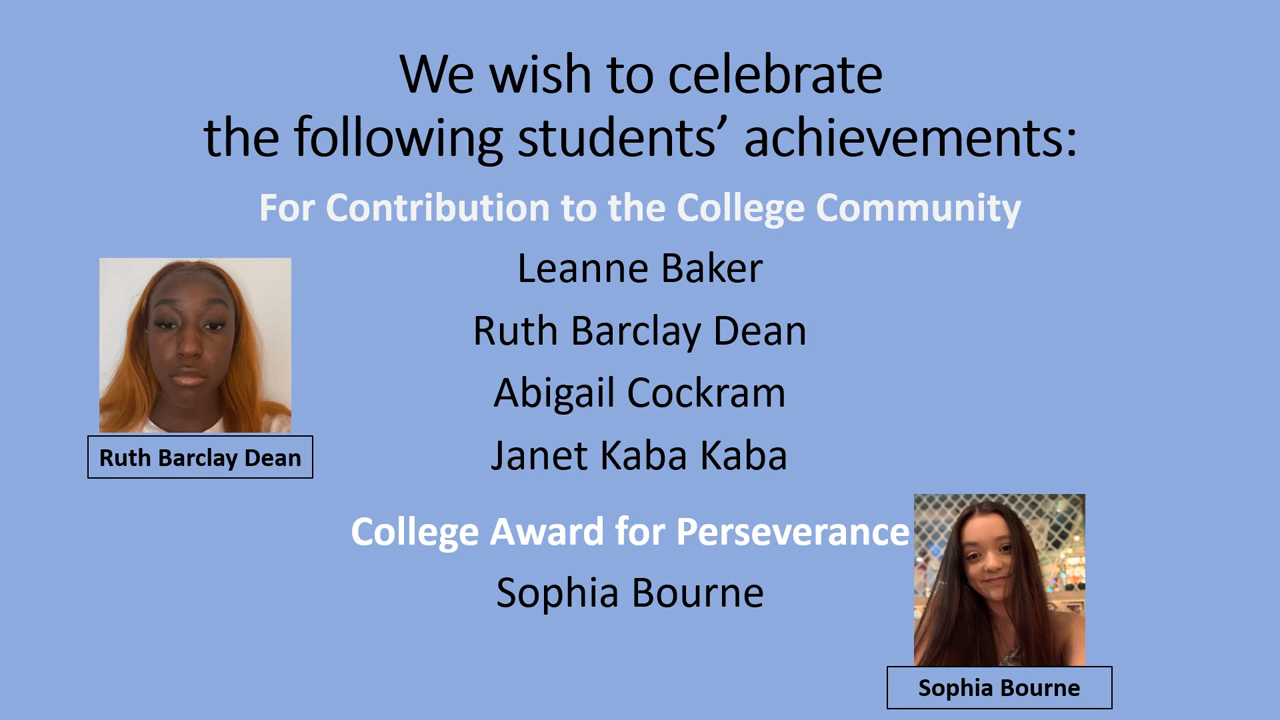 We wish to celebrate
the following students’ achievements:
For Contribution to the College Community
Leanne Baker
Ruth Barclay Dean
Abigail Cockram
Janet Kaba Kaba
Ruth Barclay Dean
College Award for Perseverance
Sophia Bourne
Sophia Bourne